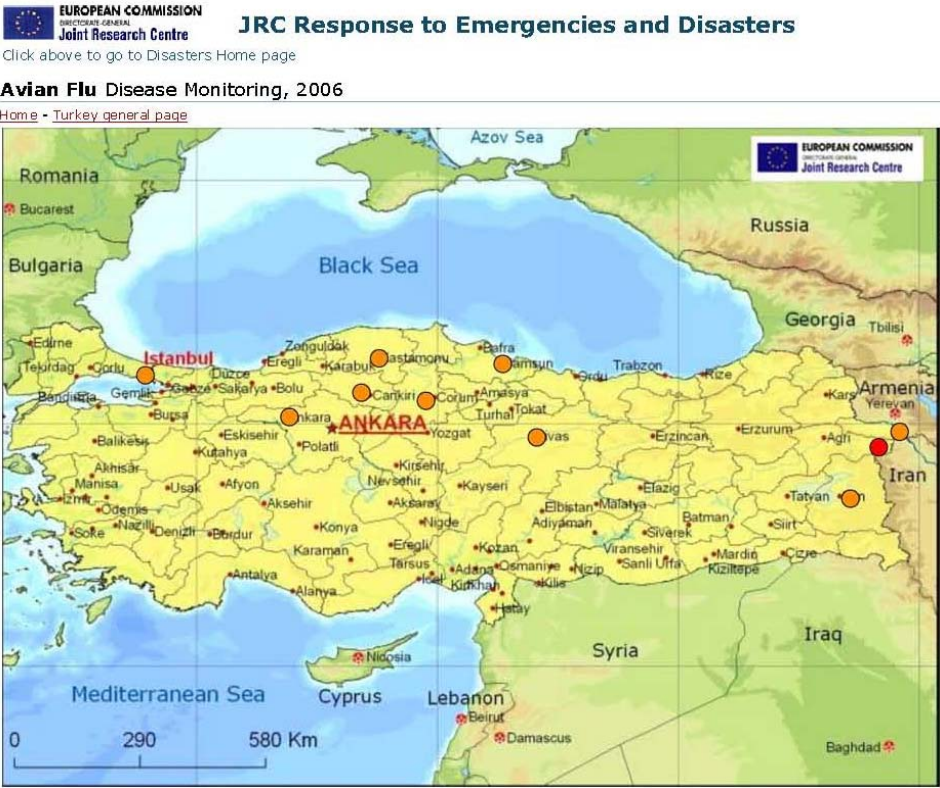 EUROPEAN COMMISSION
DIRECTORATE-GENERAL
Joint Research Centre
JRC Response to Emergencies and Disasters
Click above to go to Disasters Home page
Avian Flu Disease Monitoring, 2006
Home - Turkey general page
Azov Sea
EUROPEAN COMMISSION
DIRECTORATE-GENERAL
Joint Research Centre
Romania
Bucarest
Russia
Bulgaria
Black Sea
Georgia
Tbilisi
Edirne
Zonguldak
Bafra
Istanbul
Eregli
Karabuk
astamonu
amsun
Trabzon
Tekirdag
Corlu
Duzce
Ordu
Rize
Armenia
Bandirma
Gemlik
Gebze
Sakarya
Bolu
Cankiri
Corum
Amasya
Kars
Yerevan
Bursa
nkara
ANKARA
Turhal
Tokat
Balikesir
Eskisehir
Polatli
Yozgat
ivas
Erzincan
Erzurum
Agri
Kutahya
Iran
Akhisar
Kirsehir
Manisa
Usak
Afyon
Nevsehir
Kayseri
Elazig
Tatvan
Izmir
Odemis
Aksehir
Aksaray
Elbistan
Malatya
Nazilli
Konya
Nigde
Adiyaman
Batman
Siirt
Soke
Denizli
Burdur
Siverek
Karaman
Eregli
Kozan
Viransehir
Mardin
Cizre
Antalya
Tarsus
Adana
Osmaniye
Nizip
Sanli Urfa
Kiziltepe
Alanya
Icel
Kirikhan
Kilis
Hatay
Iraq
Syria
Nicosia
Mediterranean Sea
Cyprus
Lebanon
Beirut
0
290
580 Km
Damascus
Baghdad